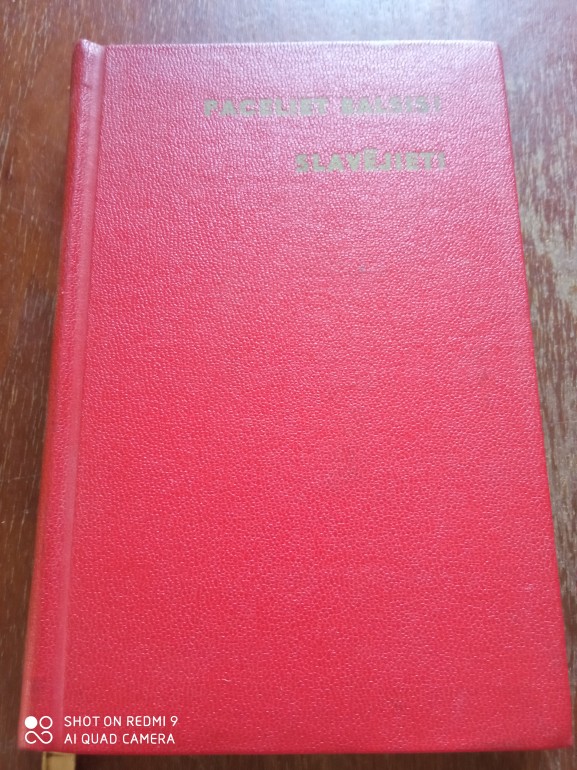 PACELIET BALSIS!
SLAVĒJIET!
SHOT ON REDMI 9
AI QUAD CAMERA